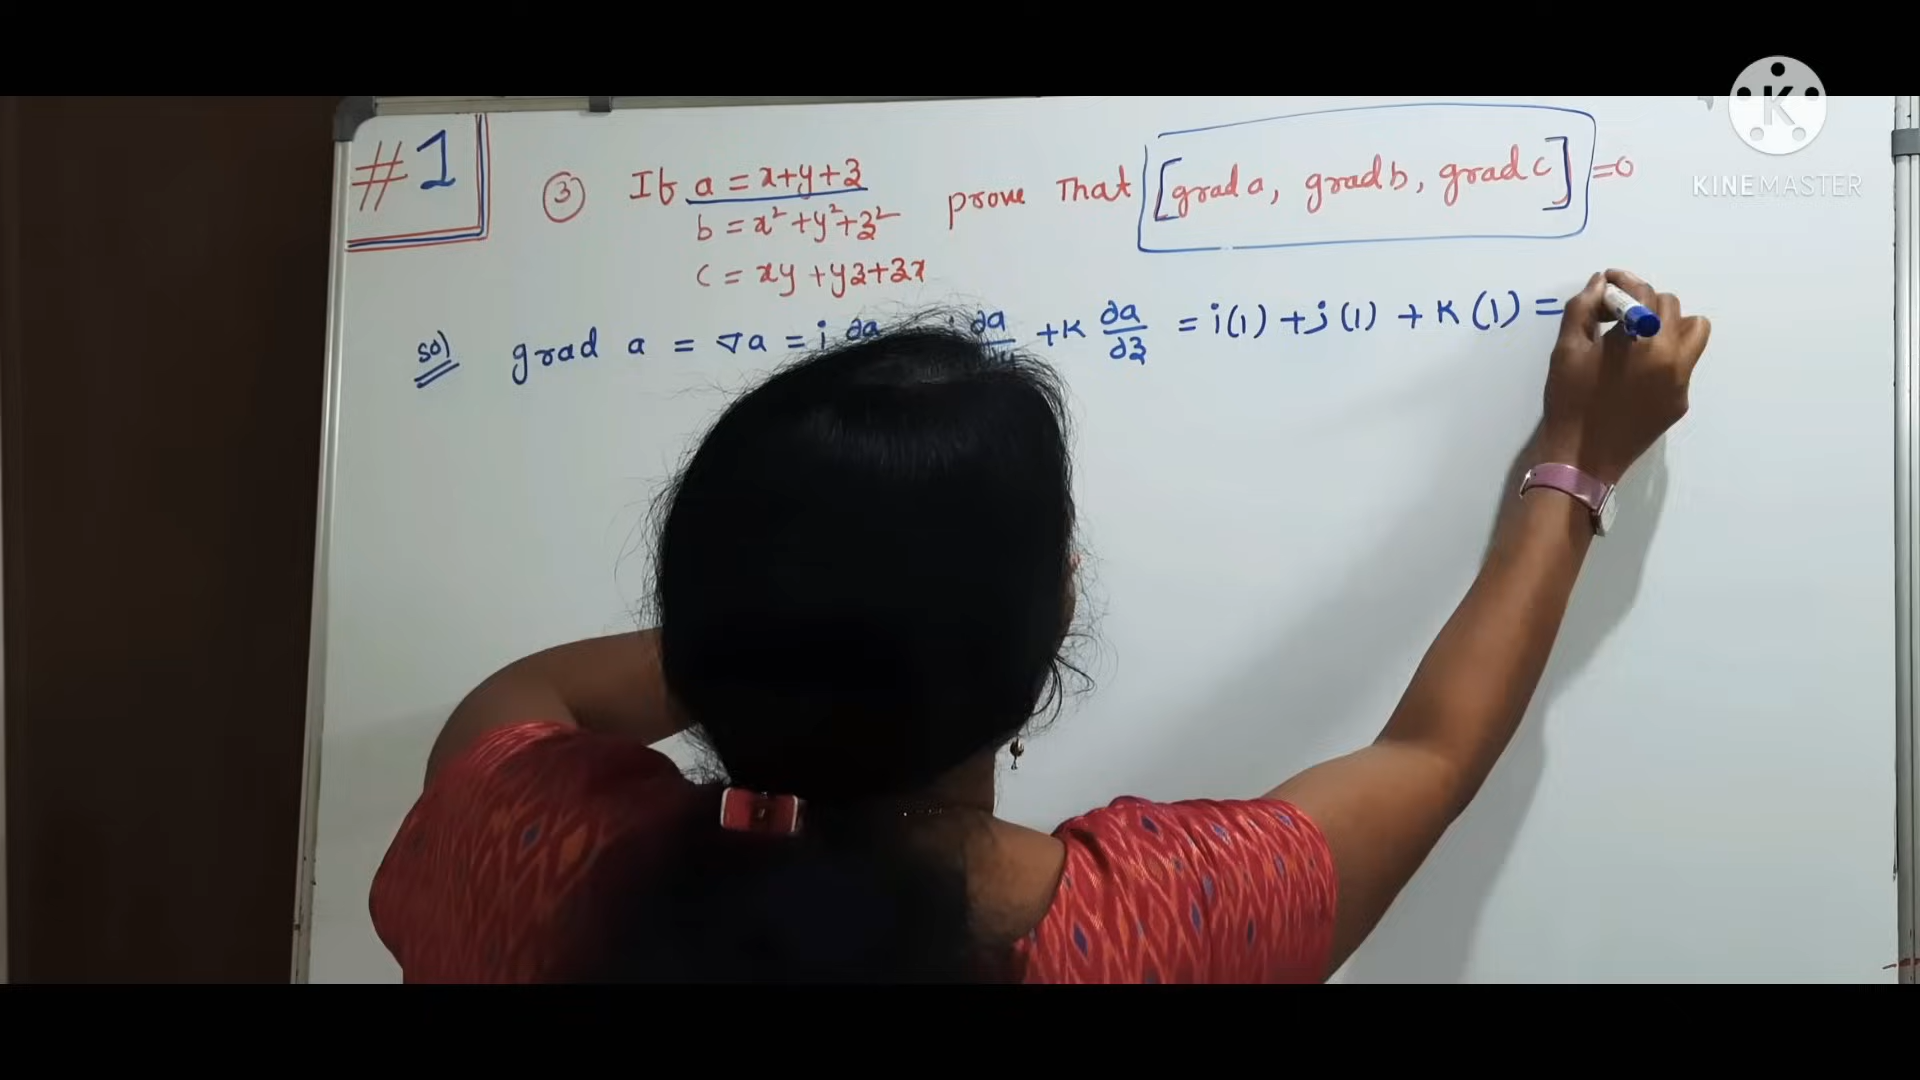 #1
③ If a = x+y+z prove That [grad a, grad b, grad c] =0
b = x²+y²+z²
c = xy+yz+zx
sol grad a = ∇a = i ∂a j ∂a +k ∂a/∂z = i(1)+j(1)+k(1)=
K
KINEMASTER